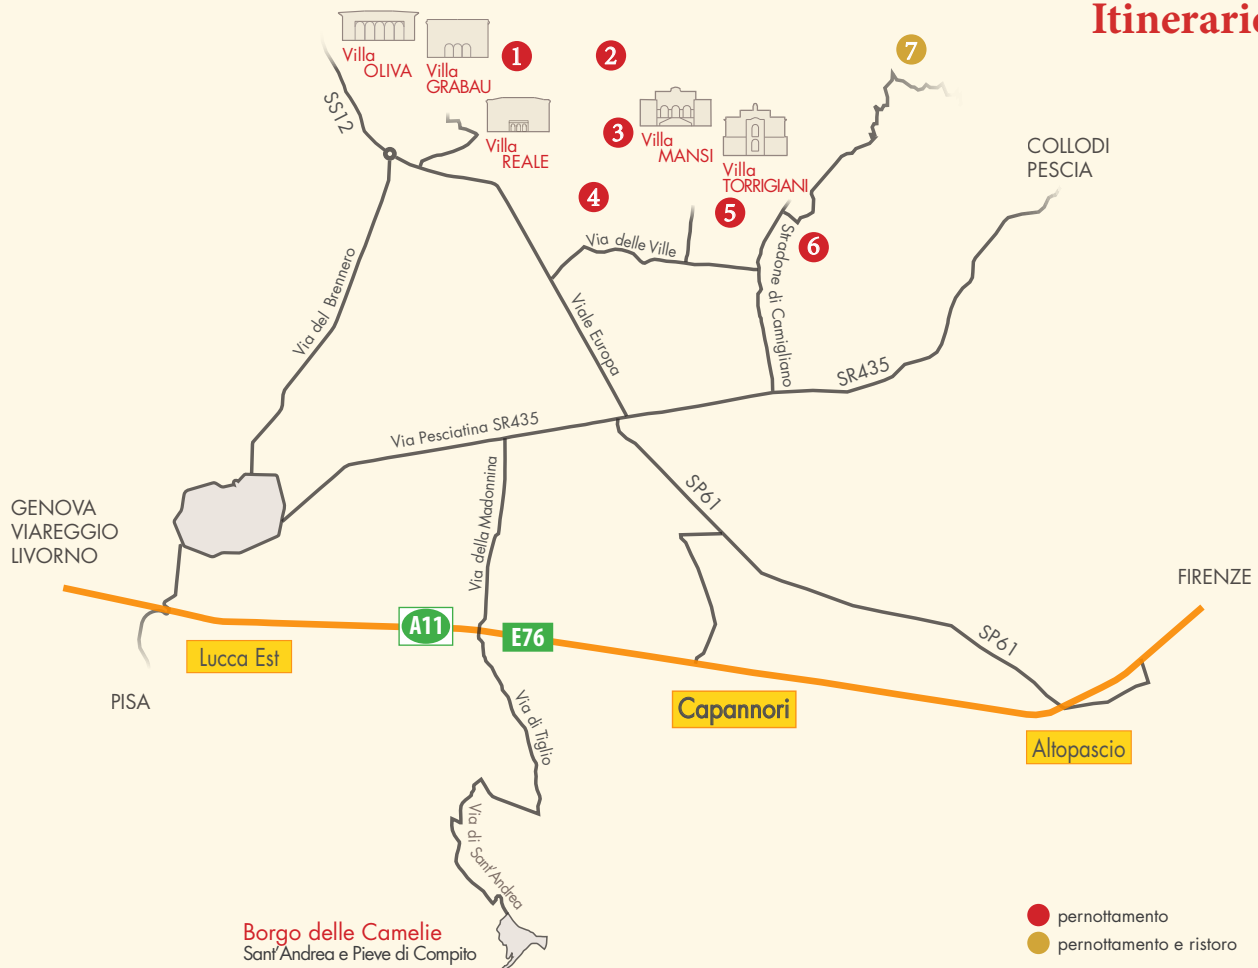 Itinerario
Villa
OLIVA
Villa
GRABAU
1
2
7
SS12
Villa
REALE
3
Villa
MANSI
Villa
TORRIGIANI
COLLODI
PESCIA
4
5
6
Via delle Ville
Stradone di Camigliano
Via del Brennero
Viale Europa
SR435
Via Pesciatina SR435
Via della Madonnina
SP61
GENOVA
VIAREGGIO
LIVORNO
FIRENZE
A11
E76
SP61
Lucca Est
PISA
Capannori
Via di Tiglio
Altopascio
Via di Sant'Andrea
Borgo delle Camelie
Sant'Andrea e Pieve di Compito
pernottamento
pernottamento e ristoro